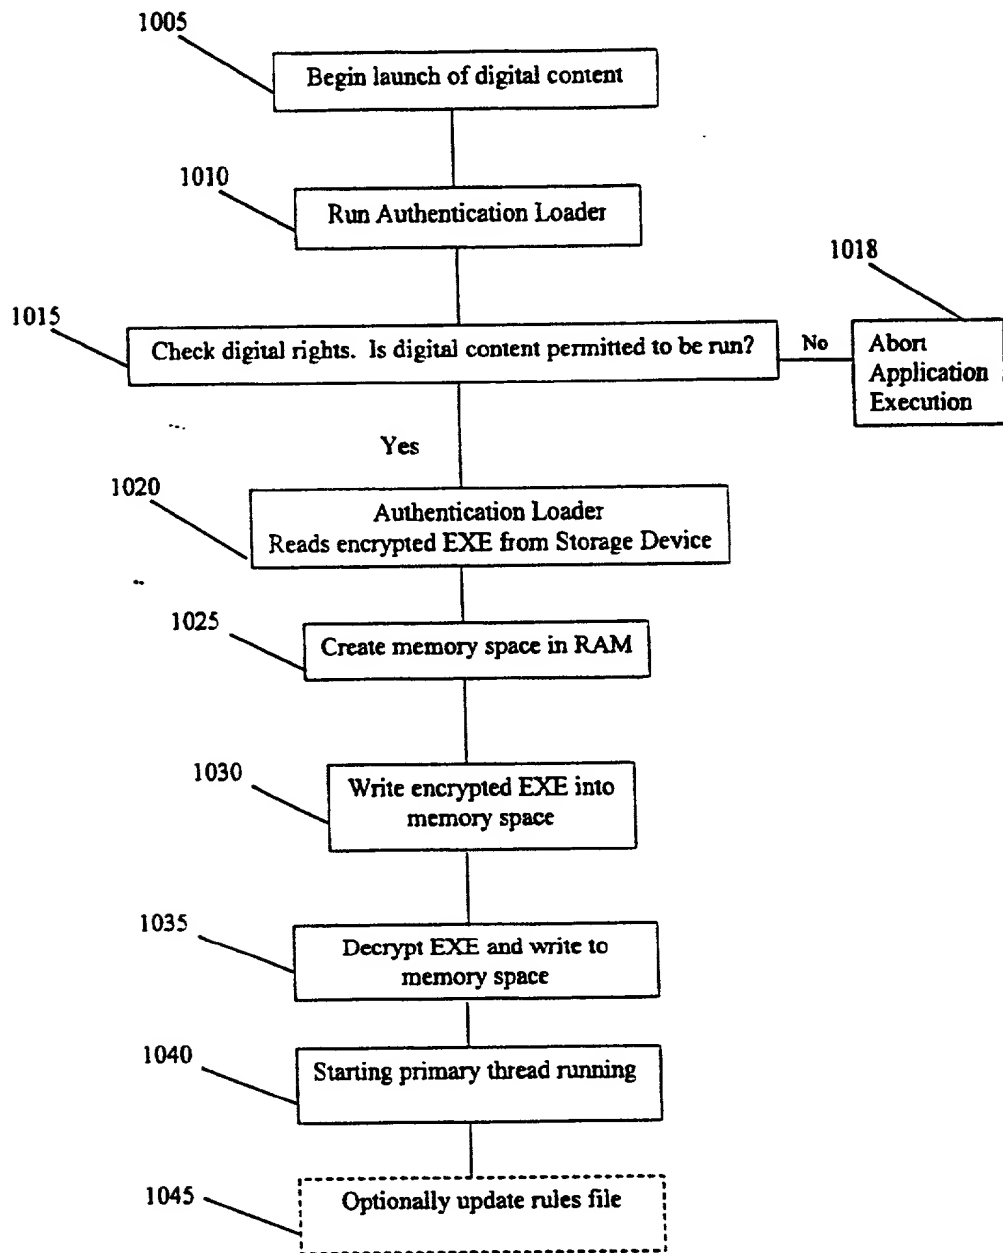 1005
Begin launch of digital content
1010
Run Authentication Loader
1018
1015
Check digital rights. Is digital content permitted to be run?
No
Abort
Application
Execution
Yes
1020
Authentication Loader
Reads encrypted EXE from Storage Device
1025
Create memory space in RAM
1030
Write encrypted EXE into
memory space
1035
Decrypt EXE and write to
memory space
1040
Starting primary thread running
1045
Optionally update rules file